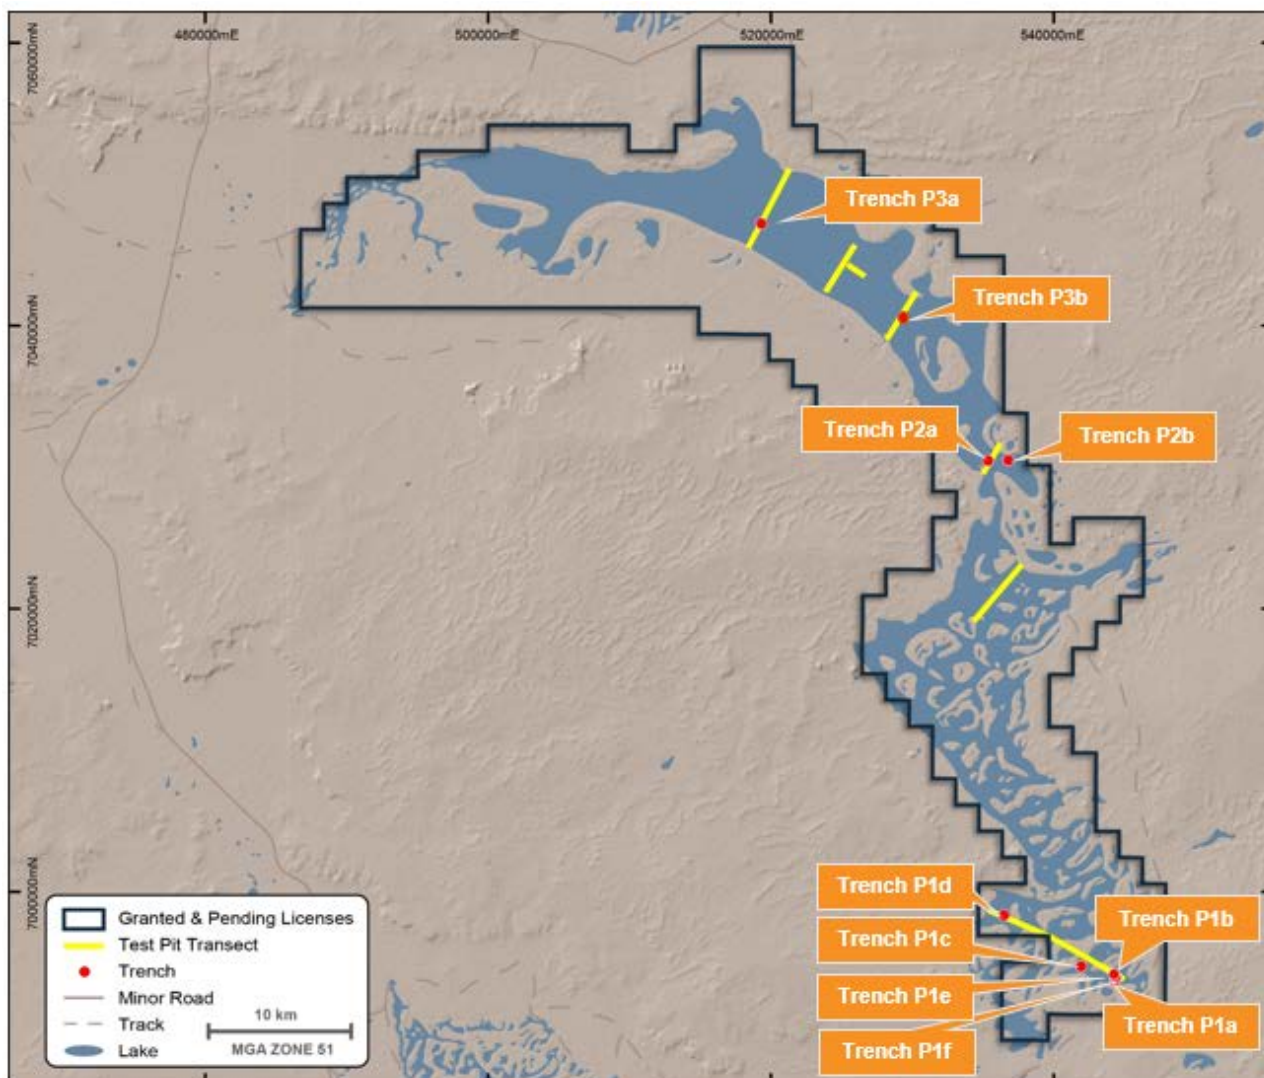 480000mE
500000mE
520000mE
540000mE
7060000mN
7040000mN
7020000mN
7000000mN
Trench P3a
Trench P3b
Trench P2a
Trench P2b
Trench P1d
Trench P1c
Trench P1b
Trench P1e
Trench P1a
Trench P1f
Granted & Pending Licenses
Test Pit Transect
Trench
Minor Road
Track
Lake
10 km
MGA ZONE 51